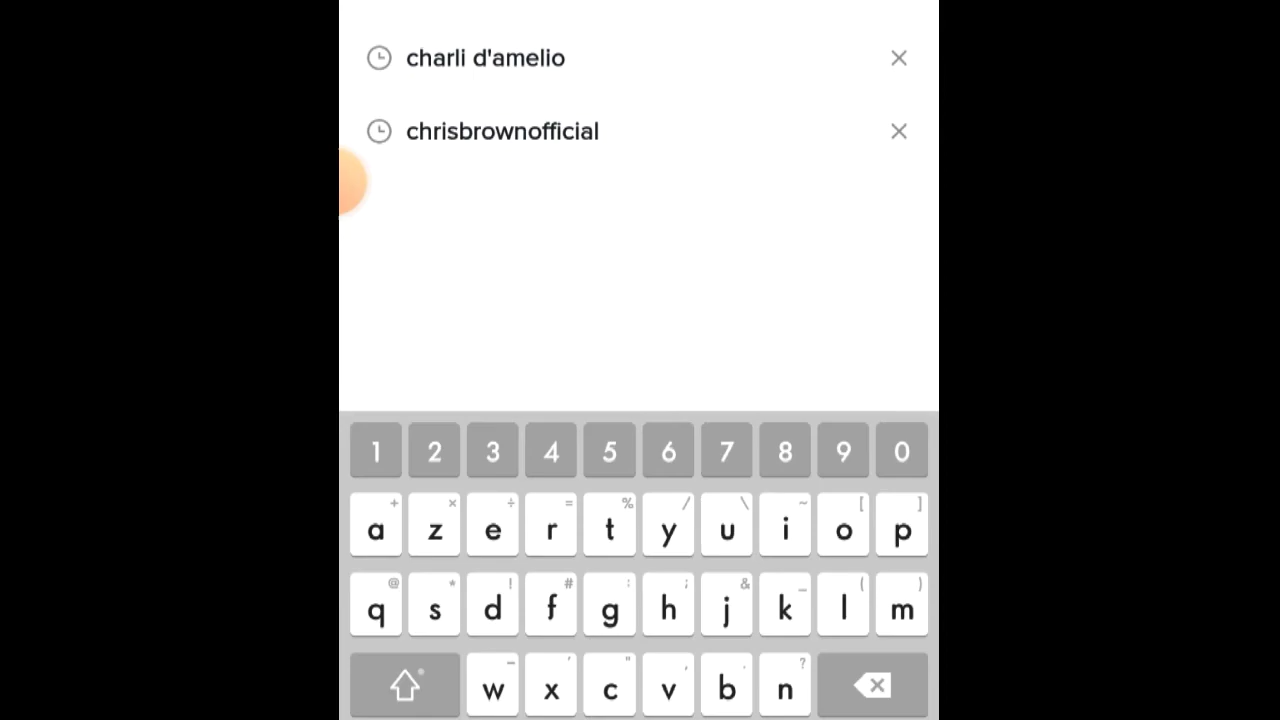 charli d'amelio
chrisbrownofficial
1 2 3 4 5 6 7 8 9 0
+ × ÷ = % / \ ~ [ ]
a z e r t y u i o p
@ * ! # : ; & _ ( )
q s d f g h j k l m
– ' " , . ?
w x c v b n